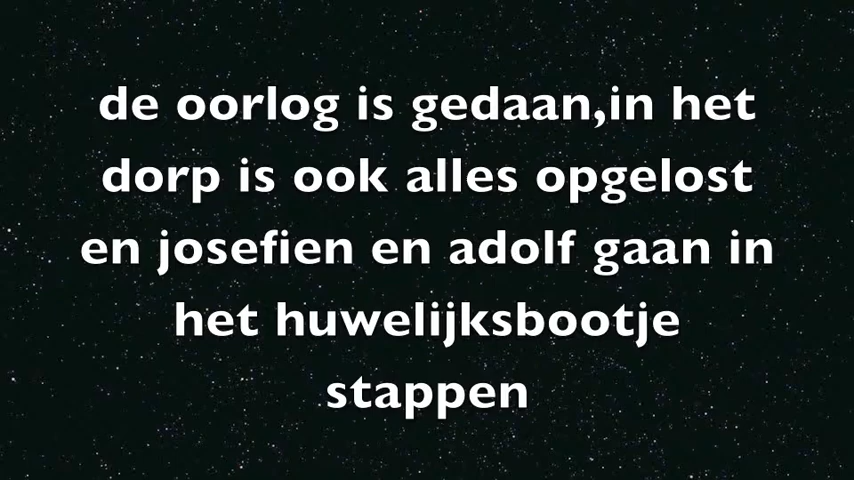 de oorlog is gedaan,in het
dorp is ook alles opgelost
en josefien en adolf gaan in
het huwelijksbootje
stappen